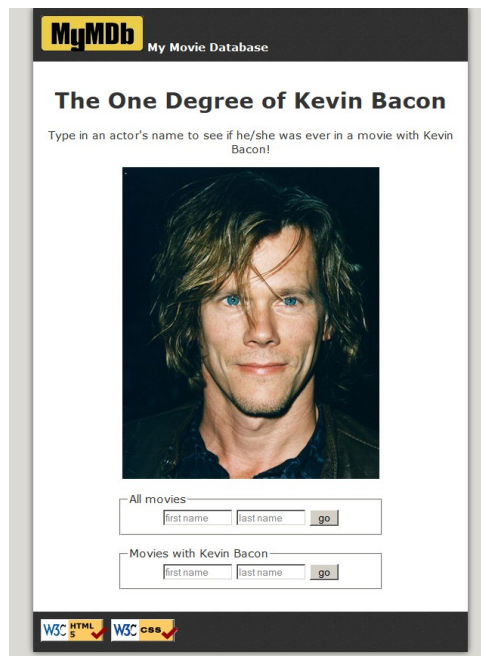 MyMDb My Movie Database
The One Degree of Kevin Bacon
Type in an actor's name to see if he/she was ever in a movie with Kevin
Bacon!
All movies
first name last name go
Movies with Kevin Bacon
first name last name go
W3C HTML 5 W3C css